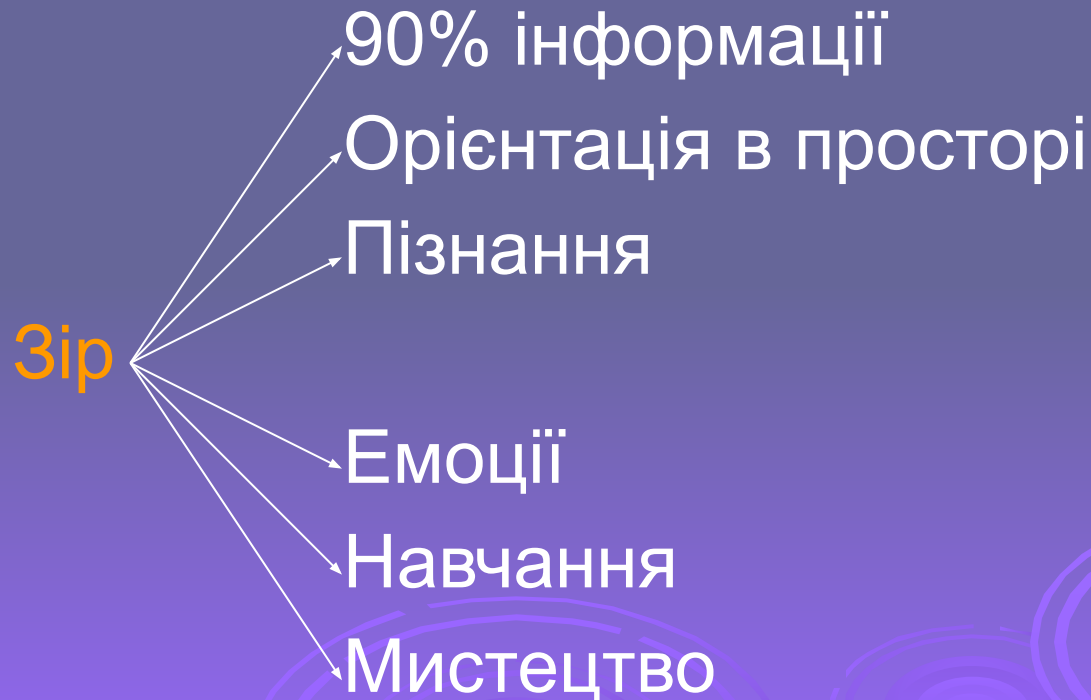 90% інформації
Орієнтація в просторі
Пізнання
Зір
Емоції
Навчання
Мистецтво